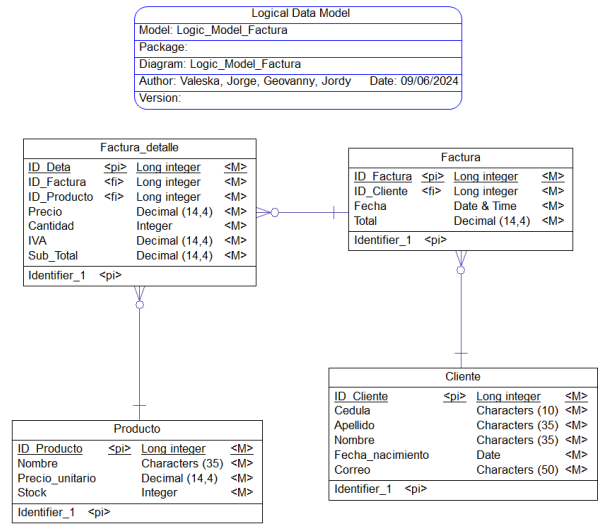 Logical Data Model
Model: Logic_Model_Factura
Package:
Diagram: Logic_Model_Factura
Author: Valeska, Jorge, Geovanny, Jordy Date: 09/06/2024
Version:
Factura_detalle
ID_Deta <pi> Long integer <M>
ID_Factura <fi> Long integer <M>
ID_Producto <fi> Long integer <M>
Precio Decimal (14,4) <M>
Cantidad Integer <M>
IVA Decimal (14,4) <M>
Sub_Total Decimal (14,4) <M>
Identifier_1 <pi>
Factura
ID_Factura <pi> Long integer <M>
ID_Cliente <fi> Long integer <M>
Fecha Date & Time <M>
Total Decimal (14,4) <M>
Identifier_1 <pi>
Producto
ID_Producto <pi> Long integer <M>
Nombre Characters (35) <M>
Precio_unitario Decimal (14,4) <M>
Stock Integer <M>
Identifier_1 <pi>
Cliente
ID_Cliente <pi> Long integer <M>
Cedula Characters (10) <M>
Apellido Characters (35) <M>
Nombre Characters (35) <M>
Fecha_nacimiento Date <M>
Correo Characters (50) <M>
Identifier_1 <pi>